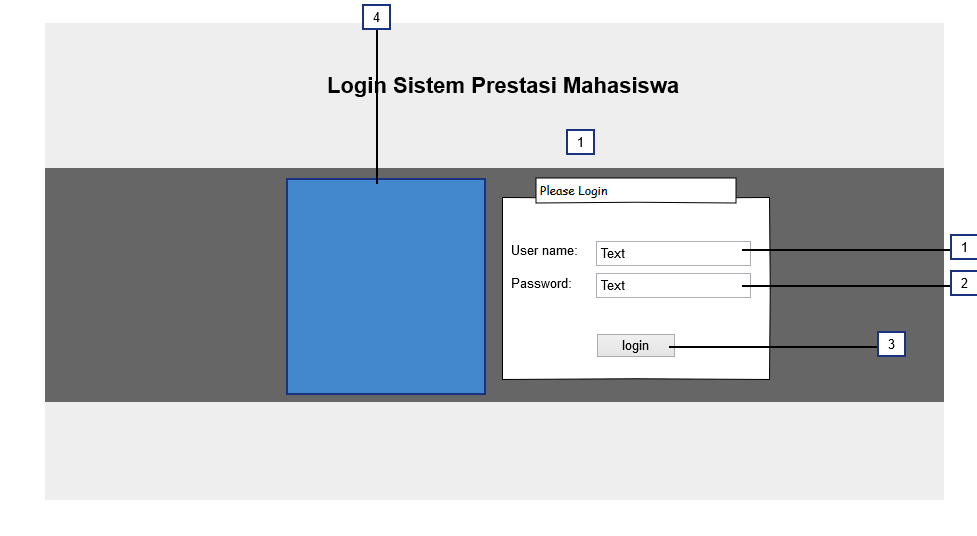 4
Login Sistem Prestasi Mahasiswa
1
Please Login
User name: Text
1
Password: Text
2
login
3